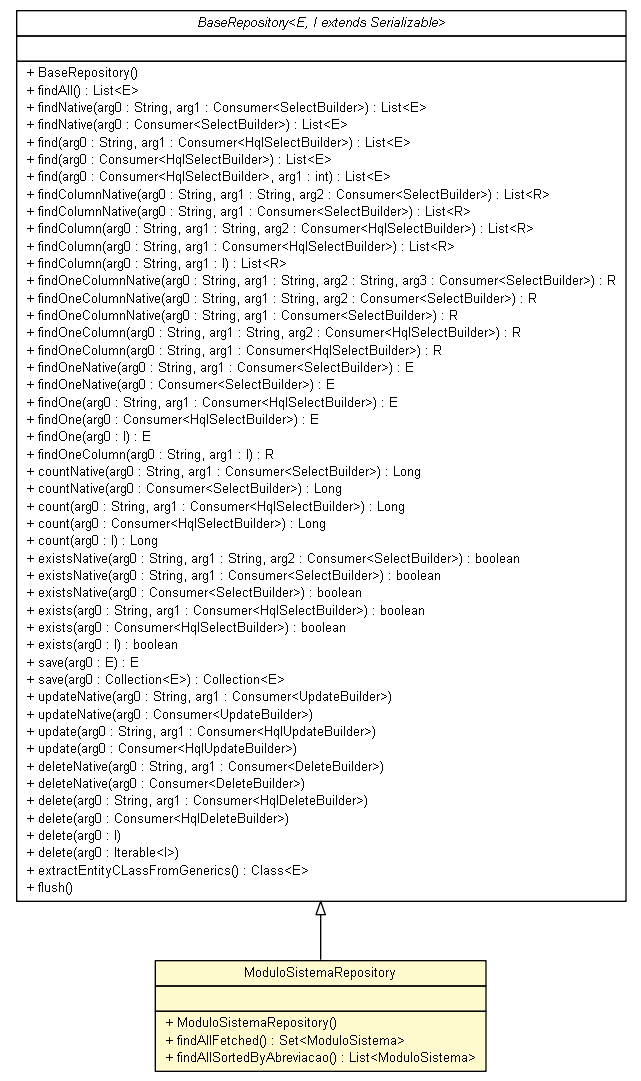 BaseRepository<E, I extends Serializable>
+ BaseRepository()
+ findAll() : List<E>
+ findNative(arg0 : String, arg1 : Consumer<SelectBuilder>) : List<E>
+ findNative(arg0 : Consumer<SelectBuilder>) : List<E>
+ find(arg0 : String, arg1 : Consumer<HqlSelectBuilder>) : List<E>
+ find(arg0 : Consumer<HqlSelectBuilder>) : List<E>
+ find(arg0 : Consumer<HqlSelectBuilder>, arg1 : int) : List<E>
+ findColumnNative(arg0 : String, arg1 : String, arg2 : Consumer<SelectBuilder>) : List<R>
+ findColumnNative(arg0 : String, arg1 : Consumer<SelectBuilder>) : List<R>
+ findColumn(arg0 : String, arg1 : String, arg2 : Consumer<HqlSelectBuilder>) : List<R>
+ findColumn(arg0 : String, arg1 : Consumer<HqlSelectBuilder>) : List<R>
+ findColumn(arg0 : String, arg1 : I) : List<R>
+ findOneColumnNative(arg0 : String, arg1 : String, arg2 : String, arg3 : Consumer<SelectBuilder>) : R
+ findOneColumnNative(arg0 : String, arg1 : String, arg2 : Consumer<SelectBuilder>) : R
+ findOneColumnNative(arg0 : String, arg1 : Consumer<SelectBuilder>) : R
+ findOneColumn(arg0 : String, arg1 : String, arg2 : Consumer<HqlSelectBuilder>) : R
+ findOneColumn(arg0 : String, arg1 : Consumer<HqlSelectBuilder>) : R
+ findOneNative(arg0 : String, arg1 : Consumer<SelectBuilder>) : E
+ findOneNative(arg0 : Consumer<SelectBuilder>) : E
+ findOne(arg0 : String, arg1 : Consumer<HqlSelectBuilder>) : E
+ findOne(arg0 : Consumer<HqlSelectBuilder>) : E
+ findOne(arg0 : I) : E
+ findOneColumn(arg0 : String, arg1 : I) : R
+ countNative(arg0 : String, arg1 : Consumer<SelectBuilder>) : Long
+ countNative(arg0 : Consumer<SelectBuilder>) : Long
+ count(arg0 : String, arg1 : Consumer<HqlSelectBuilder>) : Long
+ count(arg0 : Consumer<HqlSelectBuilder>) : Long
+ count(arg0 : I) : Long
+ existsNative(arg0 : String, arg1 : String, arg2 : Consumer<SelectBuilder>) : boolean
+ existsNative(arg0 : String, arg1 : Consumer<SelectBuilder>) : boolean
+ existsNative(arg0 : Consumer<SelectBuilder>) : boolean
+ exists(arg0 : String, arg1 : Consumer<HqlSelectBuilder>) : boolean
+ exists(arg0 : Consumer<HqlSelectBuilder>) : boolean
+ exists(arg0 : I) : boolean
+ save(arg0 : E) : E
+ save(arg0 : Collection<E>) : Collection<E>
+ updateNative(arg0 : String, arg1 : Consumer<UpdateBuilder>)
+ updateNative(arg0 : Consumer<UpdateBuilder>)
+ update(arg0 : String, arg1 : Consumer<HqlUpdateBuilder>)
+ update(arg0 : Consumer<HqlUpdateBuilder>)
+ deleteNative(arg0 : String, arg1 : Consumer<DeleteBuilder>)
+ deleteNative(arg0 : Consumer<DeleteBuilder>)
+ delete(arg0 : String, arg1 : Consumer<HqlDeleteBuilder>)
+ delete(arg0 : Consumer<HqlDeleteBuilder>)
+ delete(arg0 : I)
+ delete(arg0 : Iterable<I>)
+ extractEntityCLassFromGenerics() : Class<E>
+ flush()
ModuloSistemaRepository
+ ModuloSistemaRepository()
+ findAllFetched() : Set<ModuloSistema>
+ findAllSortedByAbreviacao() : List<ModuloSistema>